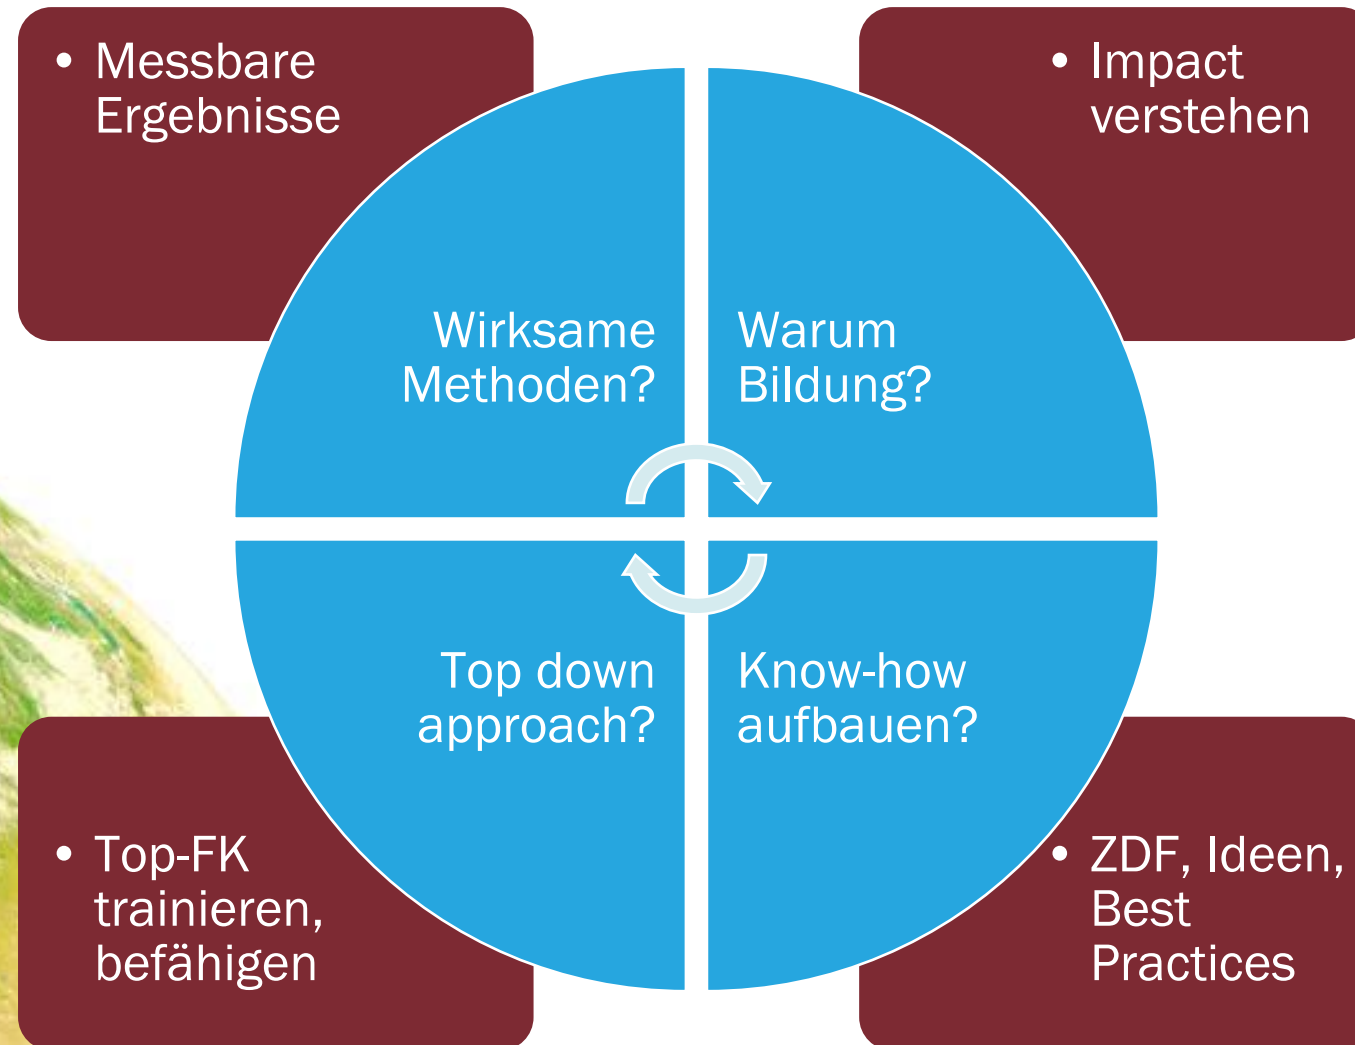 • Messbare
Ergebnisse
• Impact
verstehen
Wirksame
Methoden?
Warum
Bildung?
Top down
approach?
Know-how
aufbauen?
• Top-FK
trainieren,
befähigen
• ZDF, Ideen,
Best
Practices